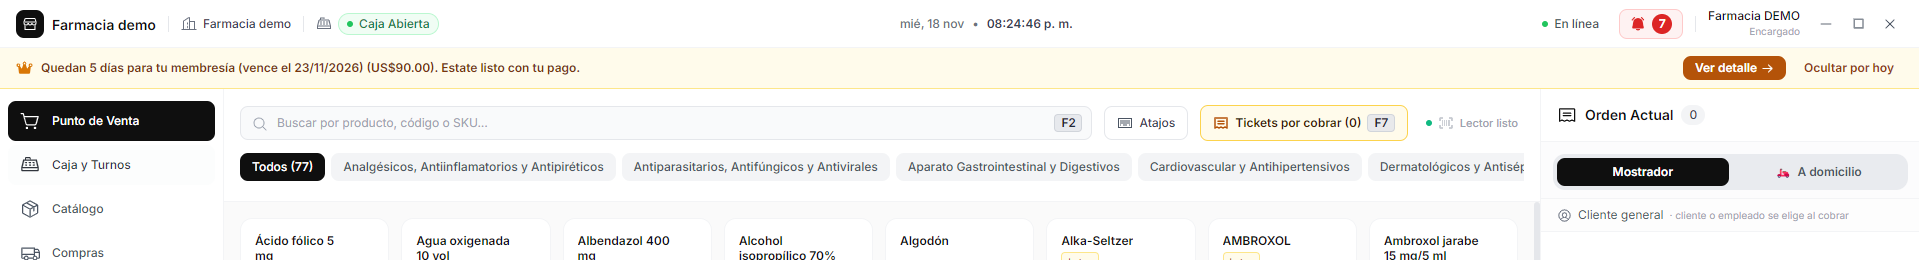 Farmacia demo
Farmacia demo
Caja Abierta
mié, 18 nov • 08:24:46 p. m.
En línea
7
Farmacia DEMO
Encargado
Quedan 5 días para tu membresía (vence el 23/11/2026) (US$90.00). Estate listo con tu pago.
Ver detalle →
Ocultar por hoy
Punto de Venta
Caja y Turnos
Catálogo
Compras
Buscar por producto, código o SKU...
F2
Atajos
Tickets por cobrar (0) F7
Lector listo
Todos (77)
Analgésicos, Antiinflamatorios y Antipiréticos
Antiparasitarios, Antifúngicos y Antivirales
Aparato Gastrointestinal y Digestivos
Cardiovascular y Antihipertensivos
Dermatológicos y
Ácido fólico 5
mg
Agua oxigenada
10 vol
Albendazol 400
mg
Alcohol
isopropílico 70%
Algodón
Alka-Seltzer
AMBROXOL
Ambroxol jarabe
15 mg/5 ml
Orden Actual 0
Mostrador
A domicilio
Cliente general · cliente o empleado se elige al cobrar